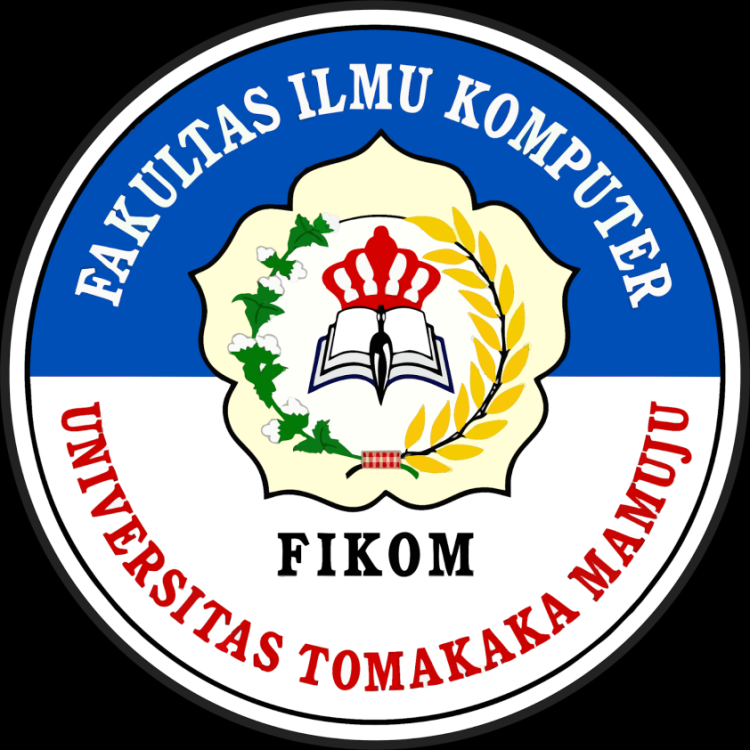 FAKULTAS ILMU KOMPUTER
FIKOM
UNIVERSITAS TOMAKAKA MAMUJU